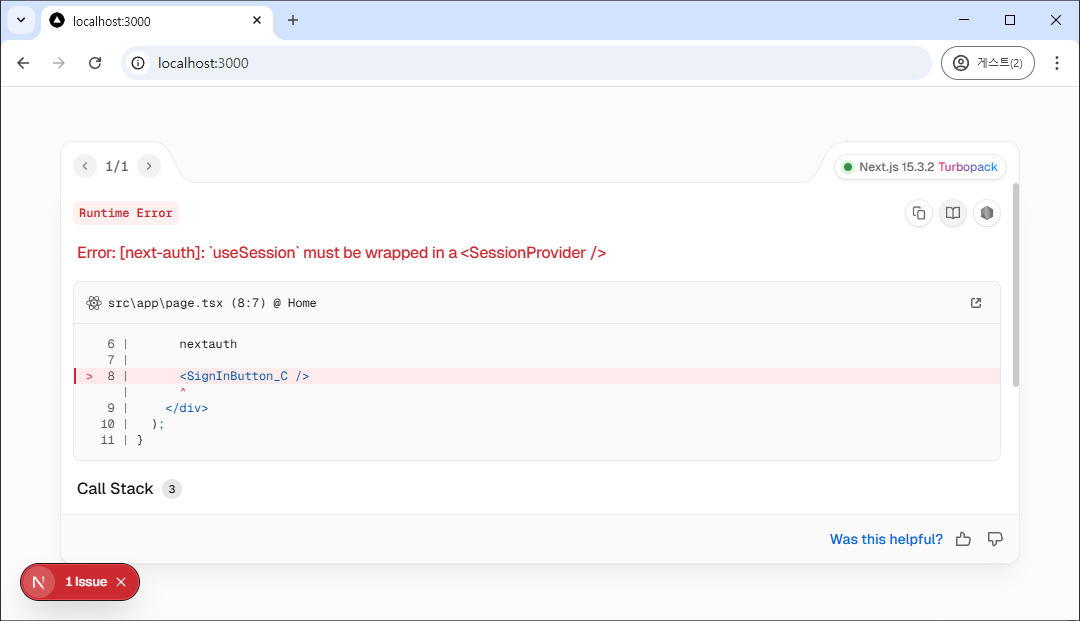 localhost:3000
localhost:3000
게스트(2)
1/1
Next.js 15.3.2 Turbopack
Runtime Error
Error: [next-auth]: `useSession` must be wrapped in a <SessionProvider />
src\app\page.tsx (8:7) @ Home
6 |       nextauth
7 |
> 8 |       <SignInButton_C />
|       ^
9 |     </div>
10 |   );
11 | }
Call Stack 3
Was this helpful?
N 1 Issue